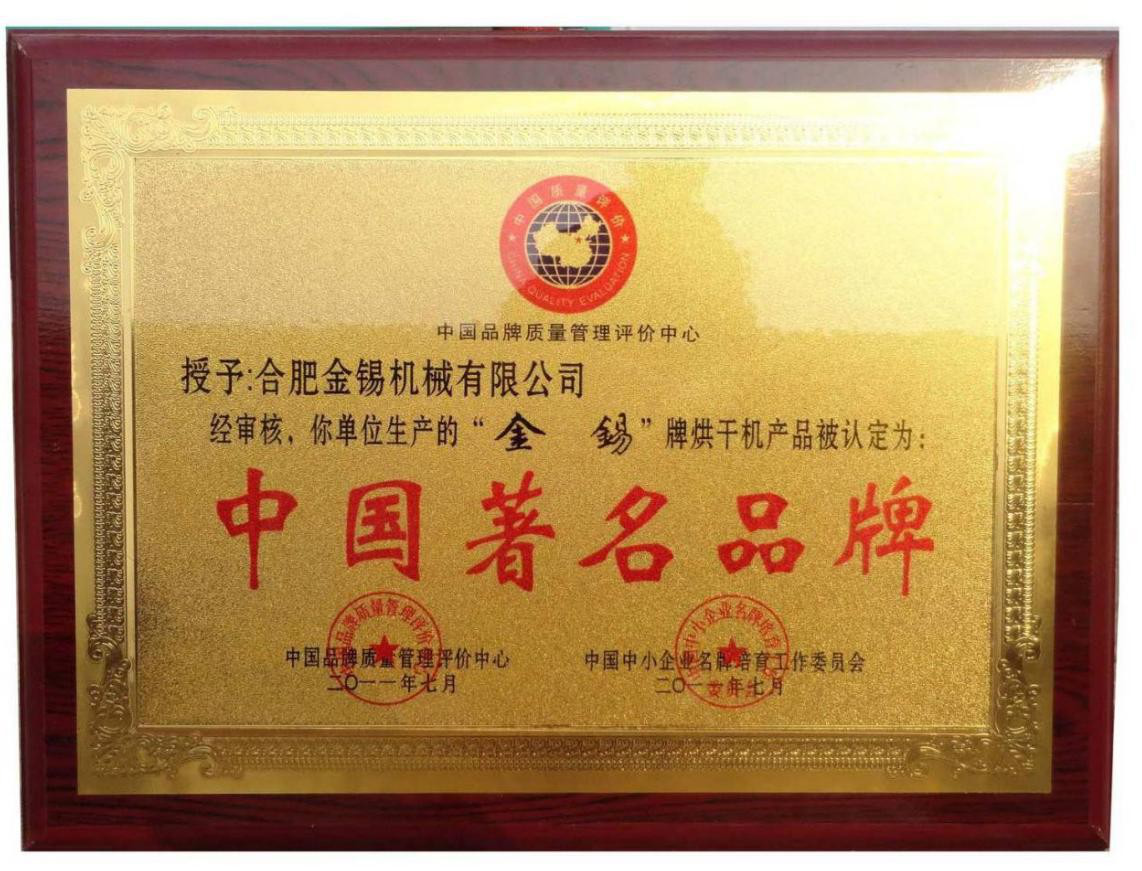 中国质量评价
CHINA QUALITY EVALUATION
中国品牌质量管理评价中心
授予:合肥金锡机械有限公司
经审核，你单位生产的“金 錫”牌烘干机产品被认定为：
中国著名品牌
中国品牌质量管理评价中心
二〇一一年七月
中国中小企业名牌培育工作委员会
二〇一一年七月